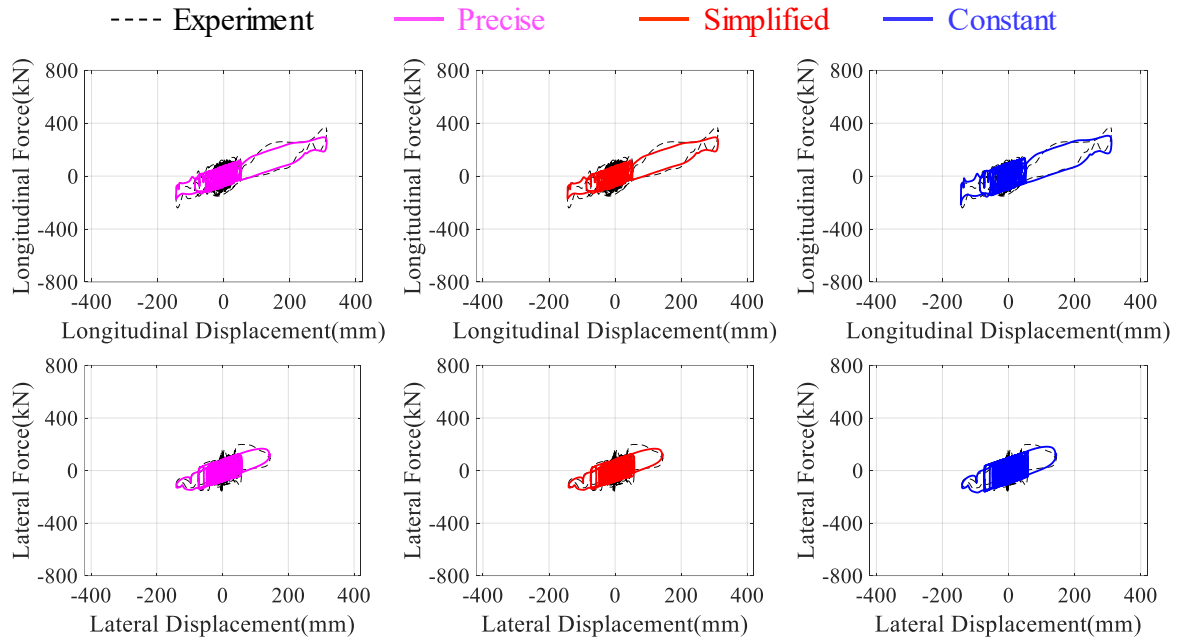 Experiment Precise Simplified Constant
800
400
0
-400
-800
Longitudinal Force(kN)
-400 -200 0 200 400
Longitudinal Displacement(mm)
800
400
0
-400
-800
Longitudinal Force(kN)
-400 -200 0 200 400
Longitudinal Displacement(mm)
800
400
0
-400
-800
Longitudinal Force(kN)
-400 -200 0 200 400
Longitudinal Displacement(mm)
800
400
0
-400
-800
Lateral Force(kN)
-400 -200 0 200 400
Lateral Displacement(mm)
800
400
0
-400
-800
Lateral Force(kN)
-400 -200 0 200 400
Lateral Displacement(mm)
800
400
0
-400
-800
Lateral Force(kN)
-400 -200 0 200 400
Lateral Displacement(mm)